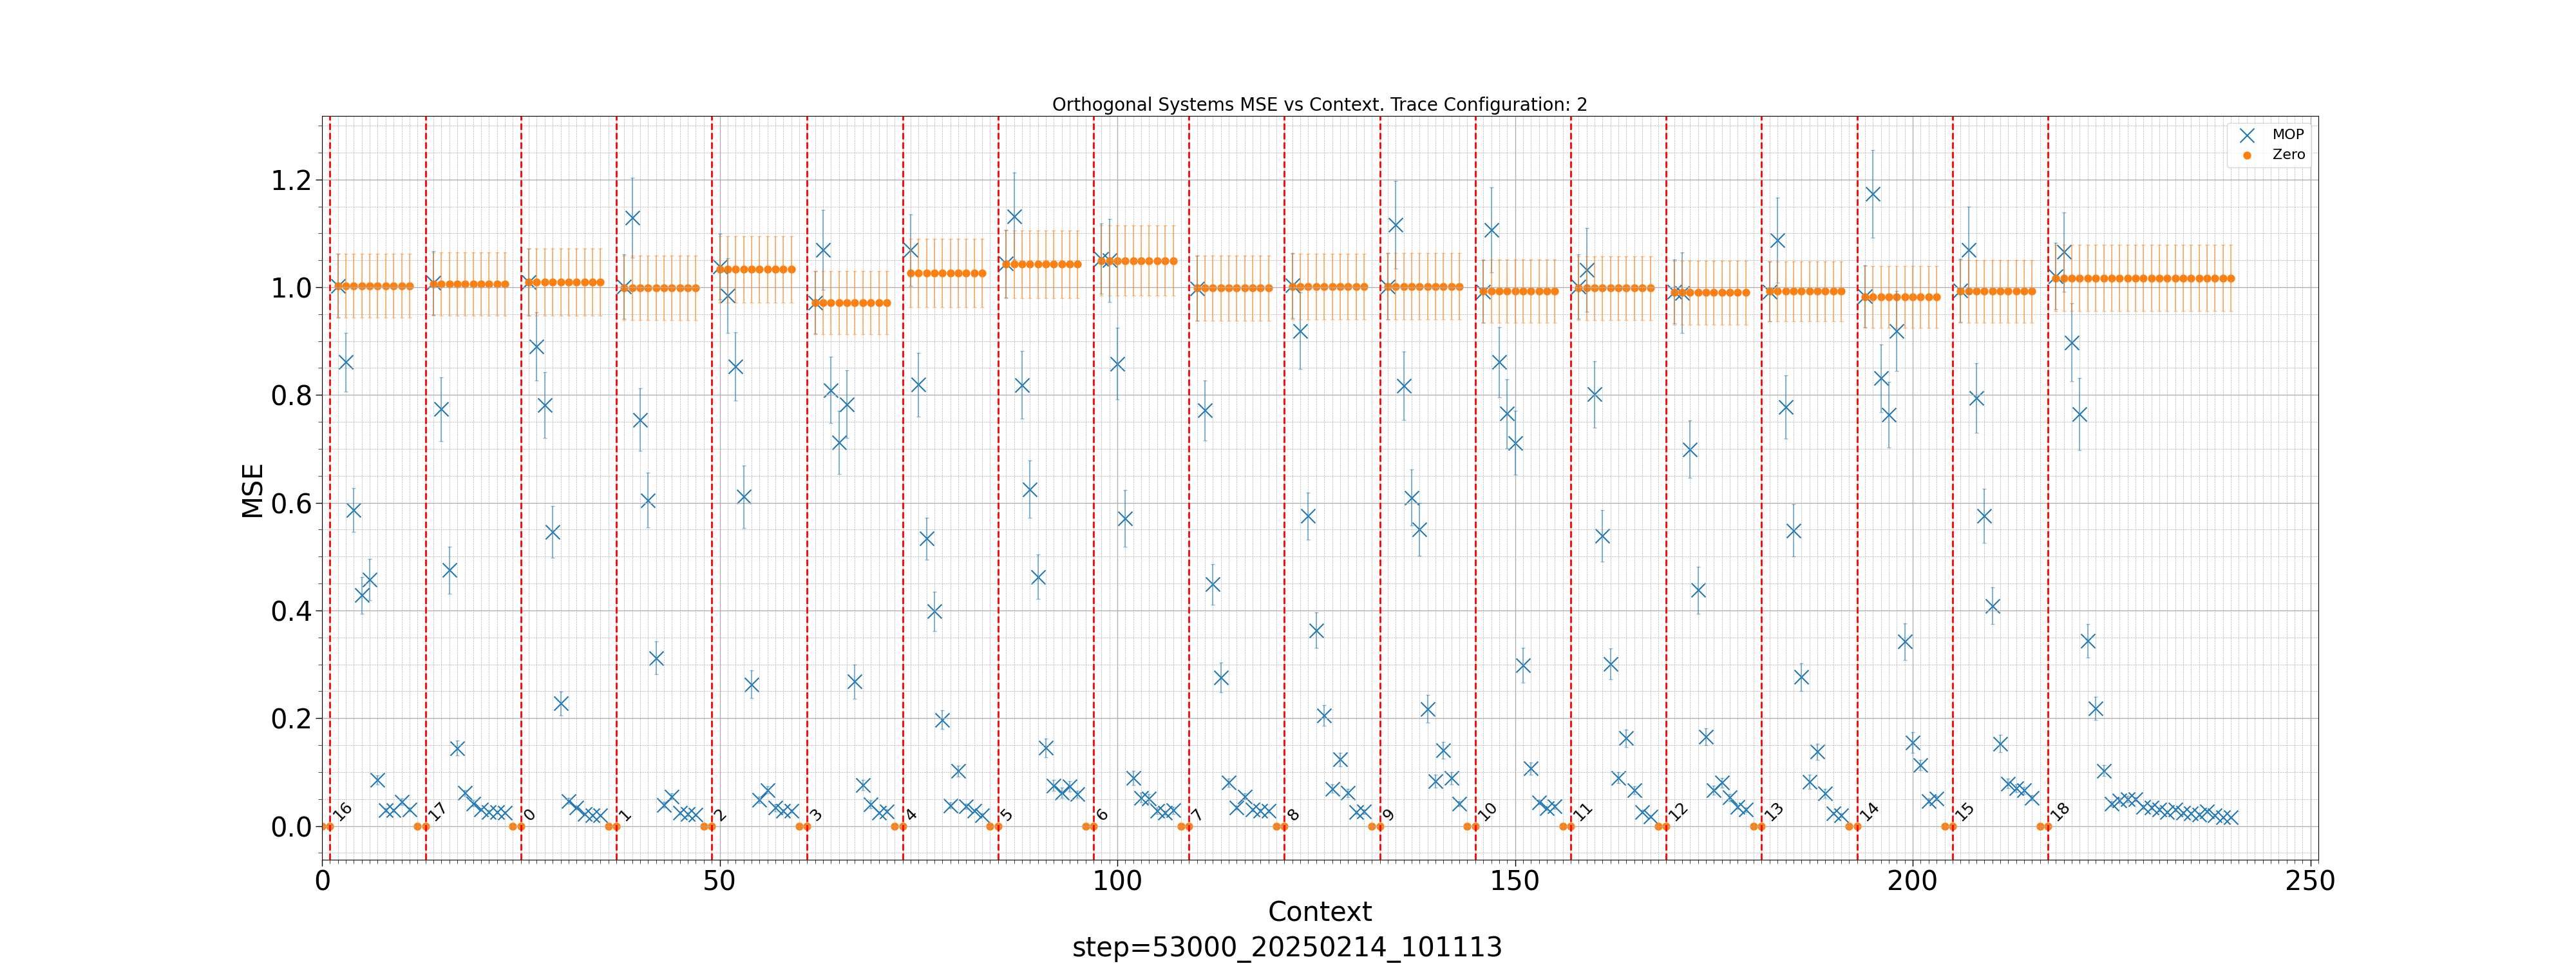 Orthogonal Systems MSE vs Context. Trace Configuration: 2
MOP
Zero
MSE
1.2
1.0
0.8
0.6
0.4
0.2
0.0
16 17 0 1 2 3 4 5 6 7 8 9 10 11 12 13 14 15 18
0 50 100 150 200 250
Context
step=53000_20250214_101113